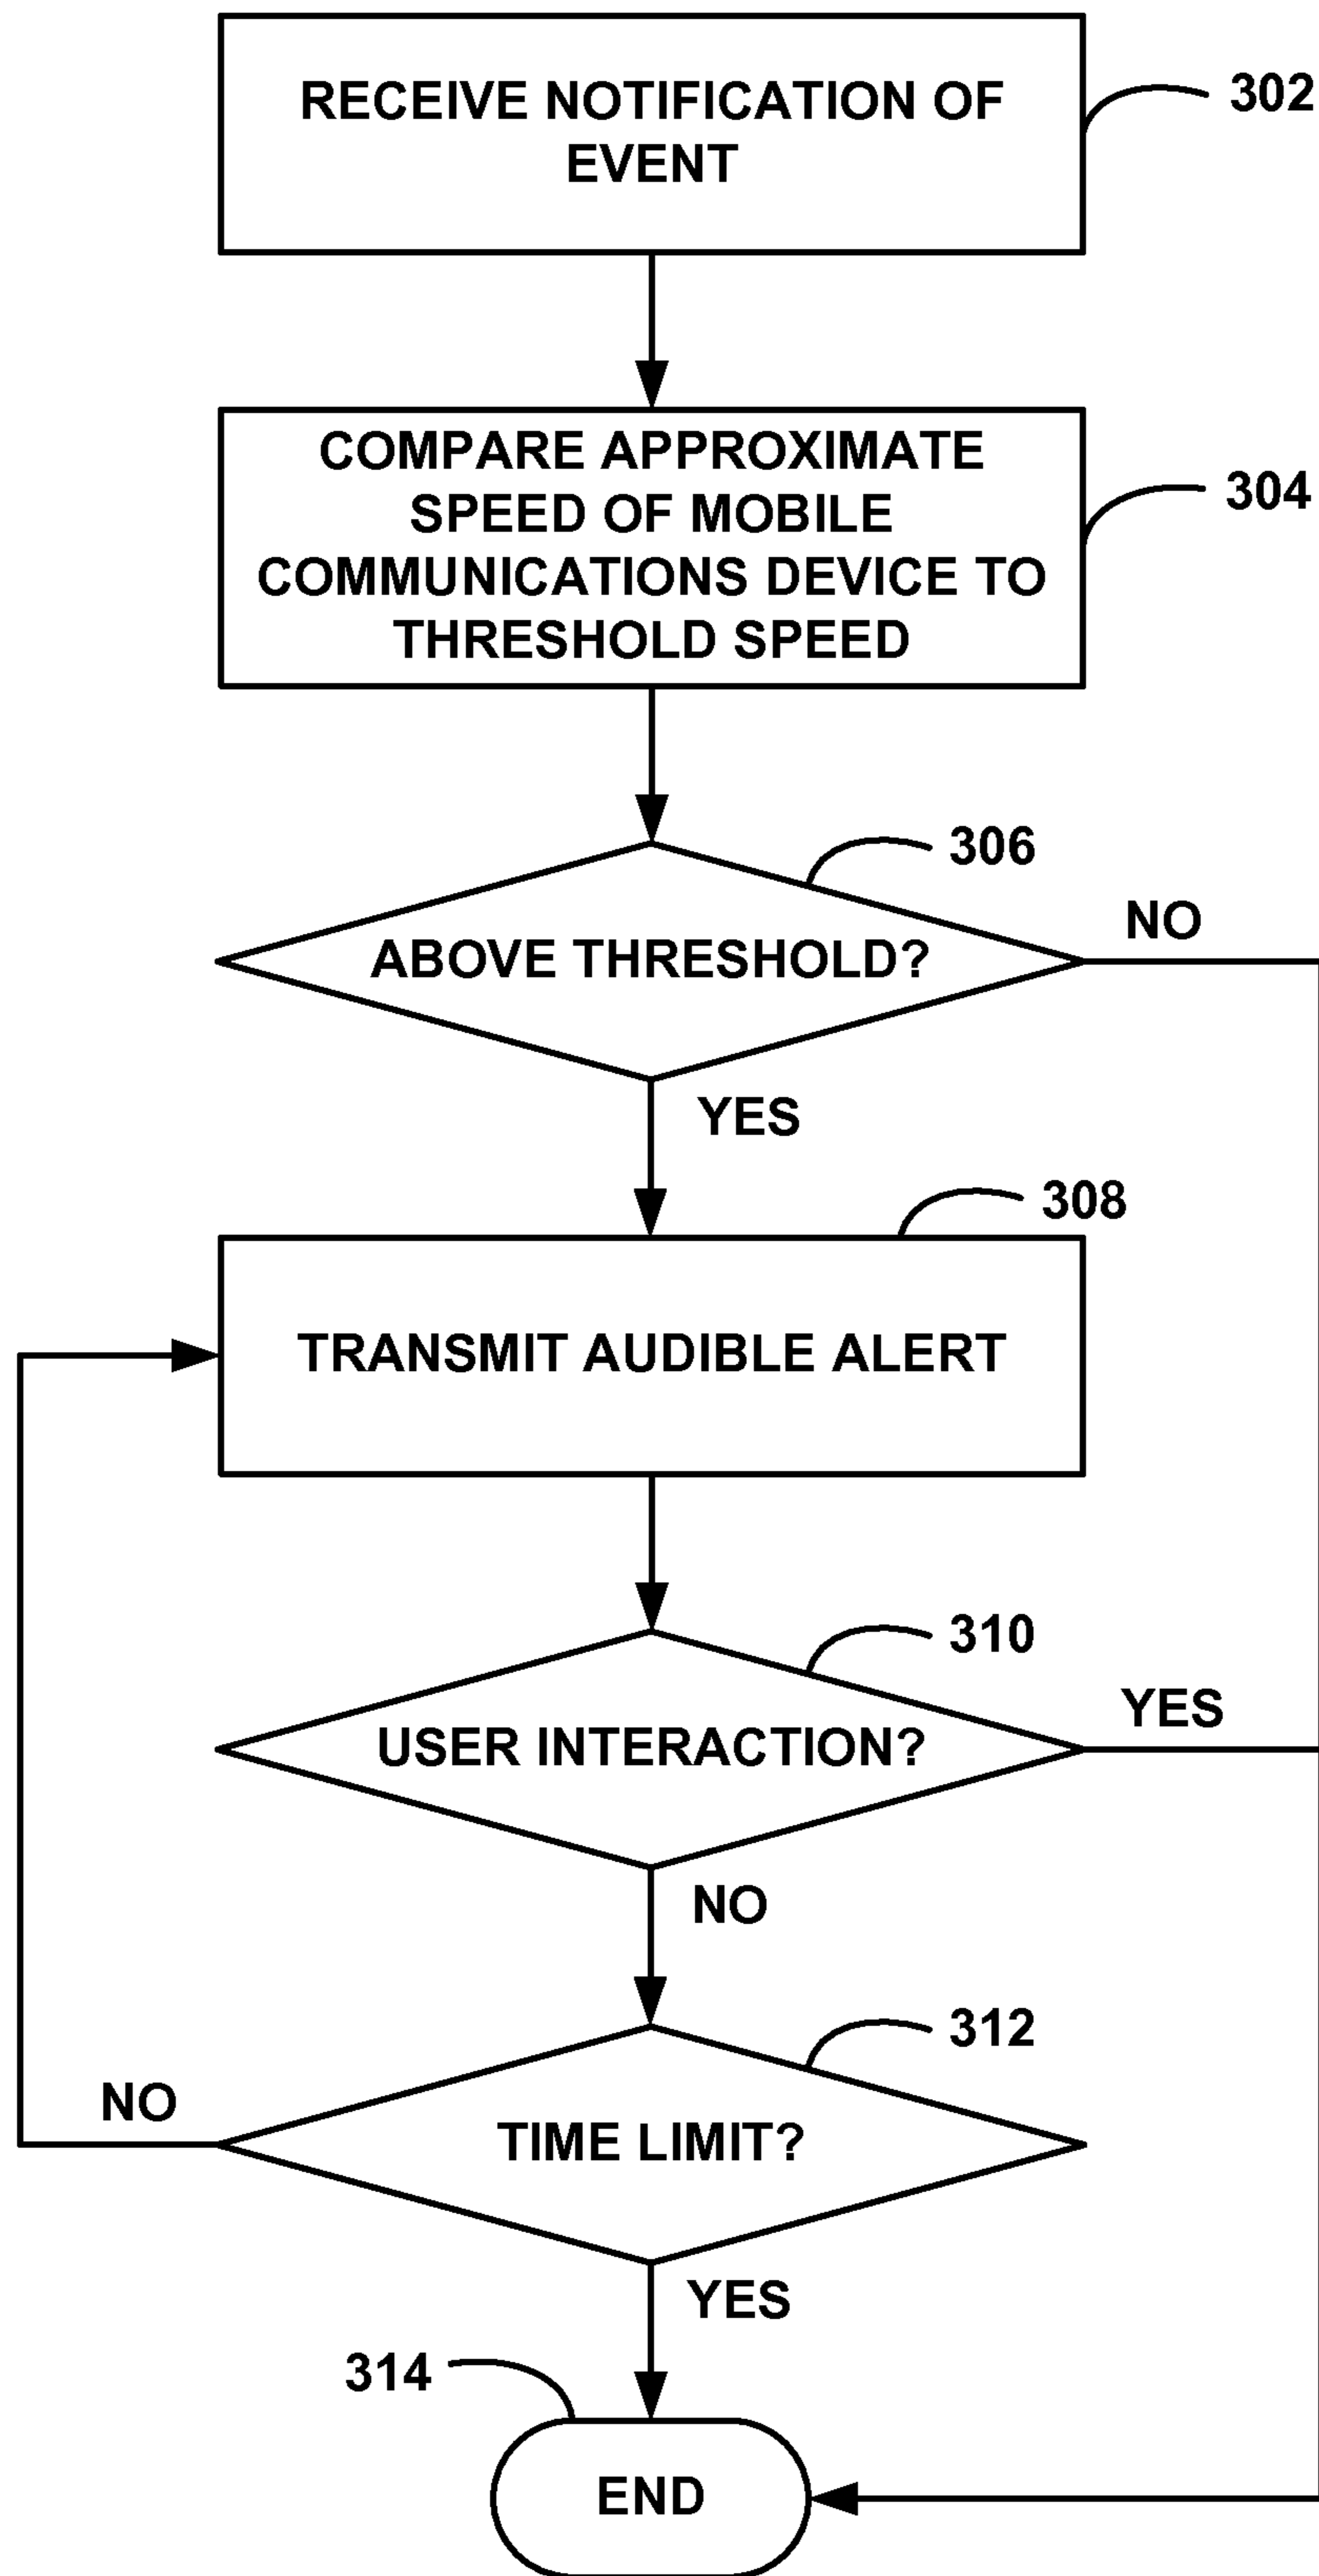 RECEIVE NOTIFICATION OF
EVENT
302
COMPARE APPROXIMATE
SPEED OF MOBILE
COMMUNICATIONS DEVICE TO
THRESHOLD SPEED
304
306
ABOVE THRESHOLD?
NO
YES
308
TRANSMIT AUDIBLE ALERT
310
USER INTERACTION?
YES
NO
312
NO
TIME LIMIT?
YES
314
END